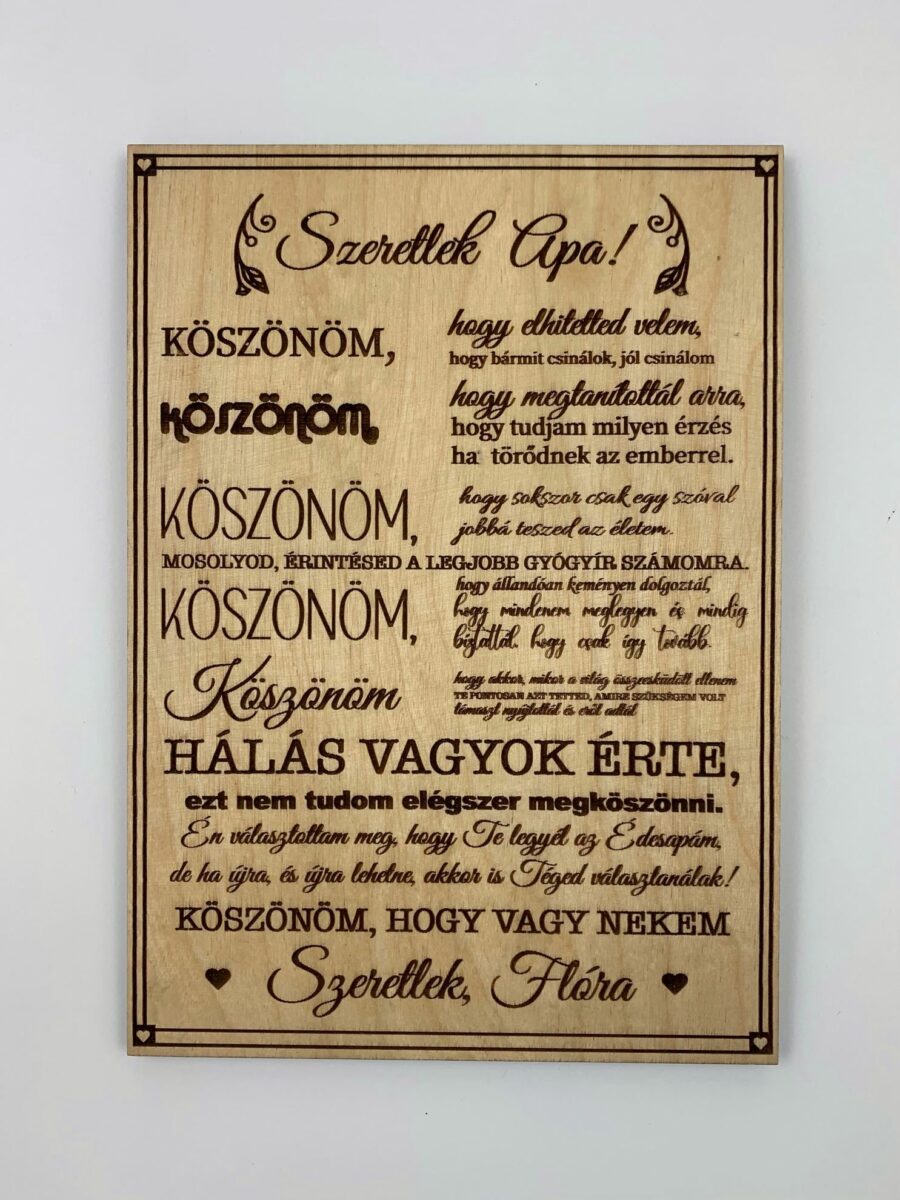 Szeretlek Apa!
KÖSZÖNÖM,
hogy elhitetted velem,
hogy bármit csinálok, jól csinálom
köszönöm,
hogy megtanítottál arra,
hogy tudjam milyen érzés
ha törődnek az emberrel.
KÖSZÖNÖM,
hogy sokszor csak egy szóval
jobbá teszed az életem.
MOSOLYOD, ÉRINTÉSED A LEGJOBB GYÓGYÍR SZÁMOMRA.
KÖSZÖNÖM,
hogy állandóan keményen dolgoztál,
hogy mindenem meglegyen és mindig
bíztattál, hogy csak így tovább.
Köszönöm
hogy akkor, mikor a világ összeesküdött ellenem
TE PONTOSAN AZT TETTED, AMIRE SZÜKSÉGEM VOLT
támaszt nyújtottál és erőt adtál
HÁLÁS VAGYOK ÉRTE,
ezt nem tudom elégszer megköszönni.
Én választottam meg, hogy Te legyél az Édesapám,
de ha újra, és újra lehetne, akkor is Téged választanálak!
KÖSZÖNÖM, HOGY VAGY NEKEM
Szeretlek, Flóra